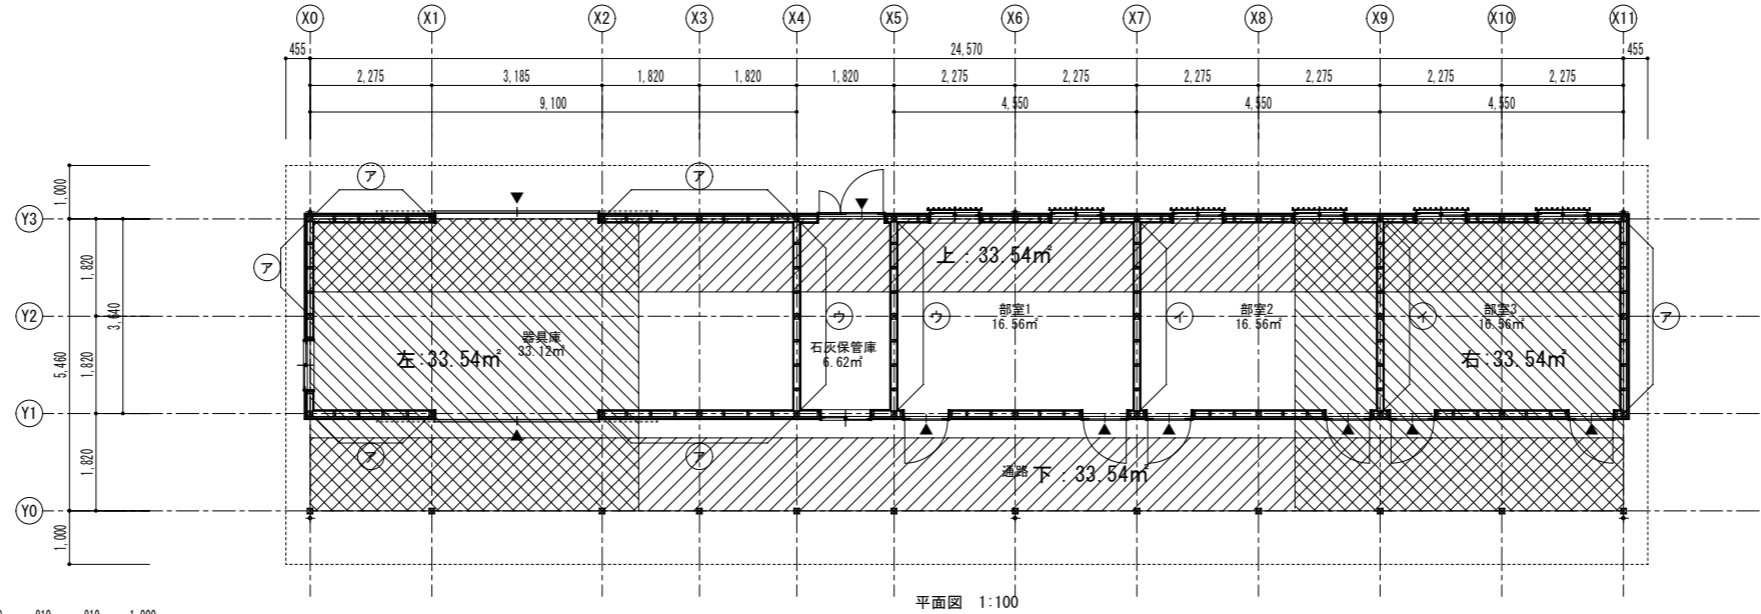 X0 X1 X2 X3 X4 X5 X6 X7 X8 X9 X10 X11
455 24,570 455
2,275 3,185 1,820 1,820 1,820 2,275 2,275 2,275 2,275 2,275 2,275
9,100 4,550 4,550 4,550
ア ア
1,000
Y3
上：33.54㎡
ア
1,820
3,640
Y2
ウ ウ イ イ ア
部室1
16.56㎡
部室2
16.56㎡
部室3
16.56㎡
器具庫
33.12㎡
石灰保管庫
6.62㎡
左：33.54㎡
右：33.54㎡
5,460
1,820
Y1
ア ア
1,820
通路
下：33.54㎡
Y0
1,000
平面図 1:100